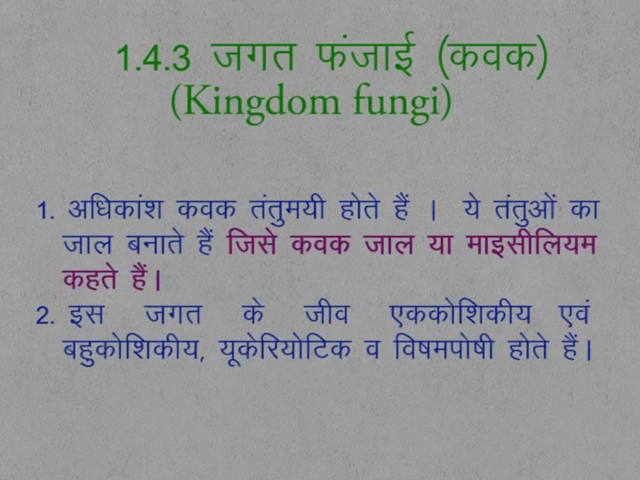 1.4.3 जगत फंजाई (कवक)
(Kingdom fungi)
1. अधिकांश कवक तंतुमयी होते हैं । ये तंतुओं का
जाल बनाते हैं जिसे कवक जाल या माइसीलियम
कहते हैं।
2. इस जगत के जीव एककोशिकीय एवं
बहुकोशिकीय, यूकेरियोटिक व विषमपोषी होते हैं।